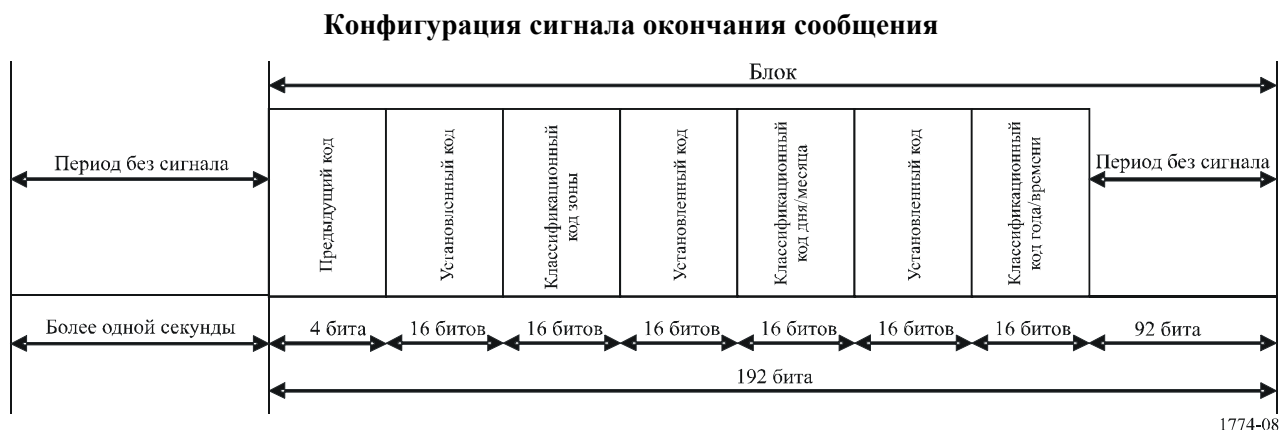 Конфигурация сигнала окончания сообщения
Блок
Период без сигнала
Предыдущий код
Установленный код
Классификационный
код зоны
Установленный код
Классификационный
код дня/месяца
Установленный код
Классификационный
код года/времени
Период без сигнала
Более одной секунды
4 бита
16 битов
16 битов
16 битов
16 битов
16 битов
16 битов
92 бита
192 бита
1774-08